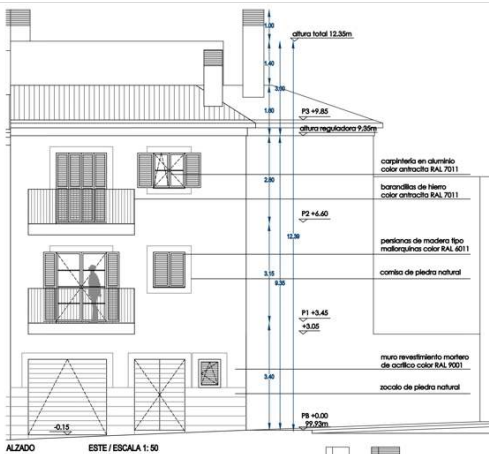 1.00
altura total 12.35m
1.40
3.00
1.60
P3 +9.85
altura reguladora 9,35m
carpinteria en aluminio
color antracita RAL 7011
2.90
barandillas de hierro
color antracita RAL 7011
P2 +6.60
12.39
persianas de madera tipo
mallorquinas color RAL 6011
3.15
comisa de piedra natural
9.35
P1 +3.45
+3.05
muro revestimiento mortero
de acrilico color RAL 9001
3.40
zocalo de piedra natural
PB +0.00
99.93m
-0.15
ALZADO ESTE / ESCALA 1: 50